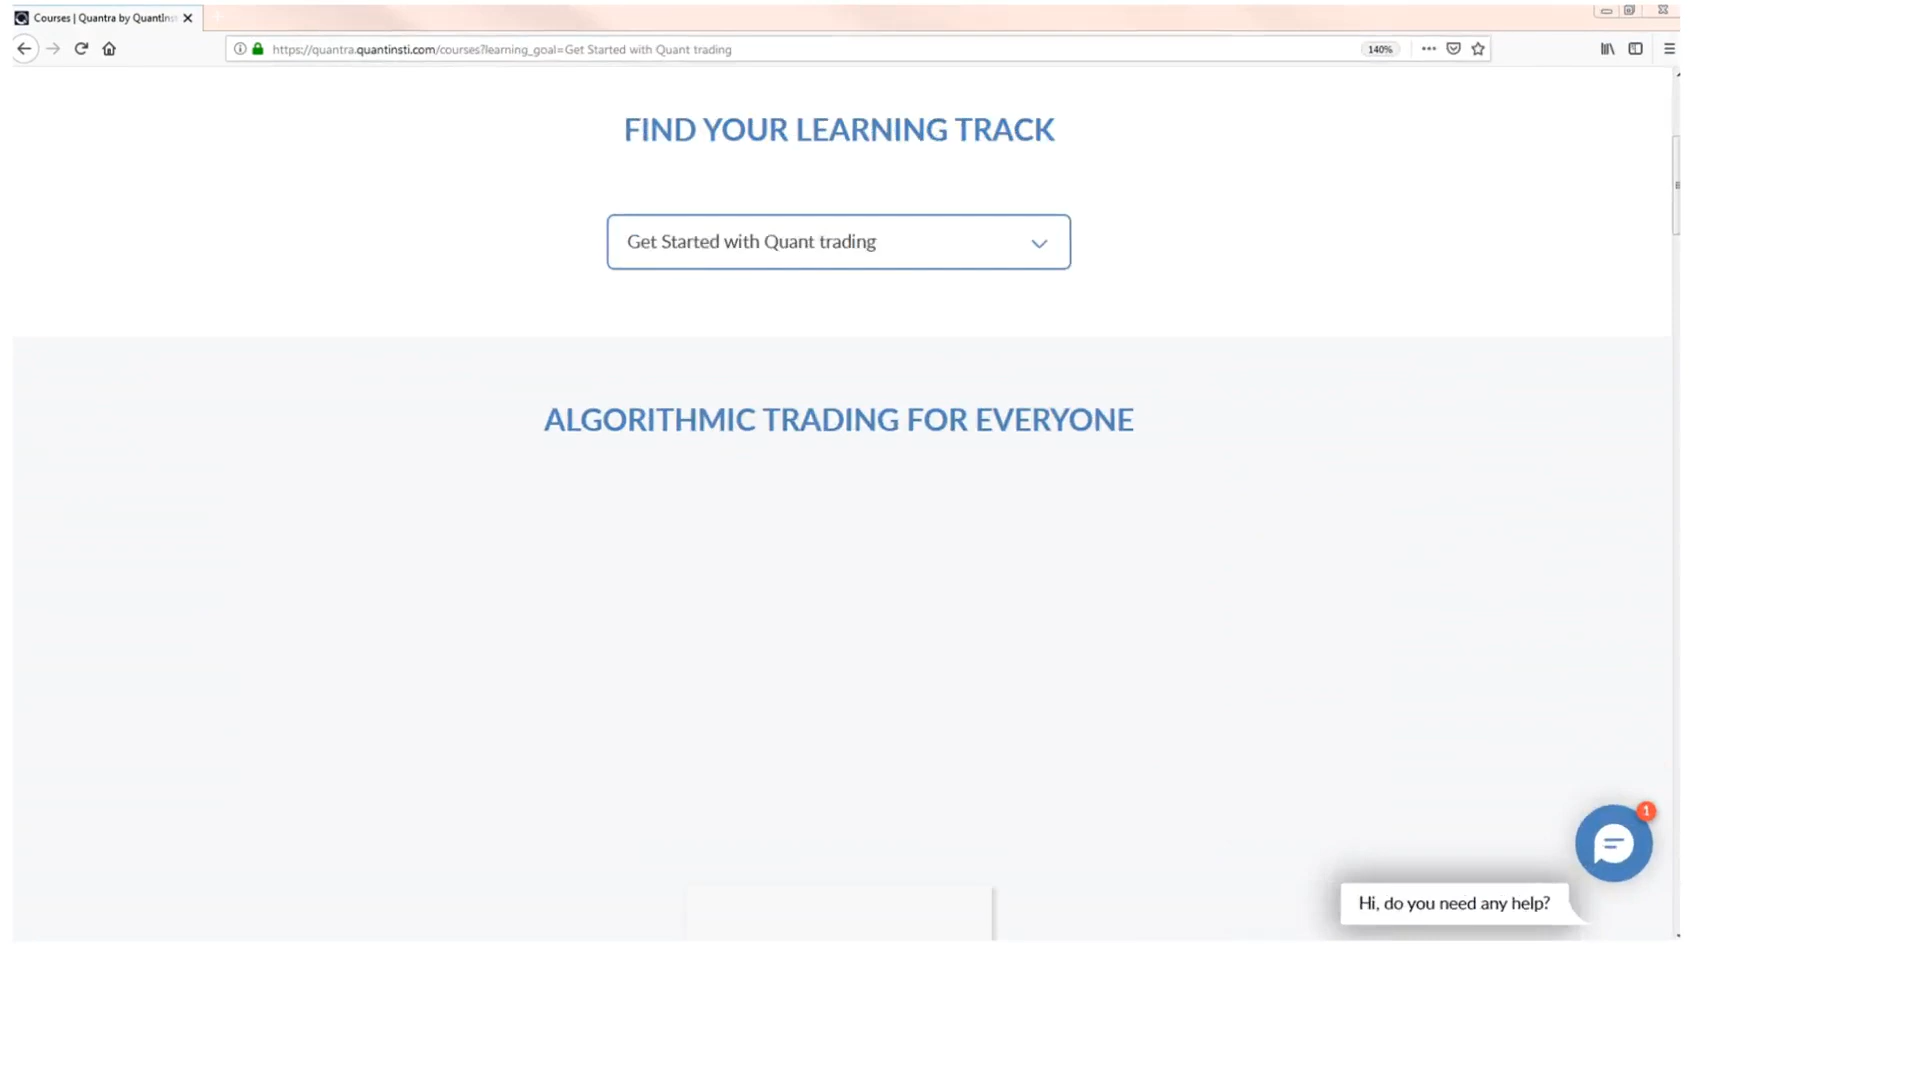 Courses | Quantra by QuantIns
https://quantra.quantinsti.com/courses?learning_goal=Get Started with Quant trading
140%
FIND YOUR LEARNING TRACK
Get Started with Quant trading
ALGORITHMIC TRADING FOR EVERYONE
1
Hi, do you need any help?